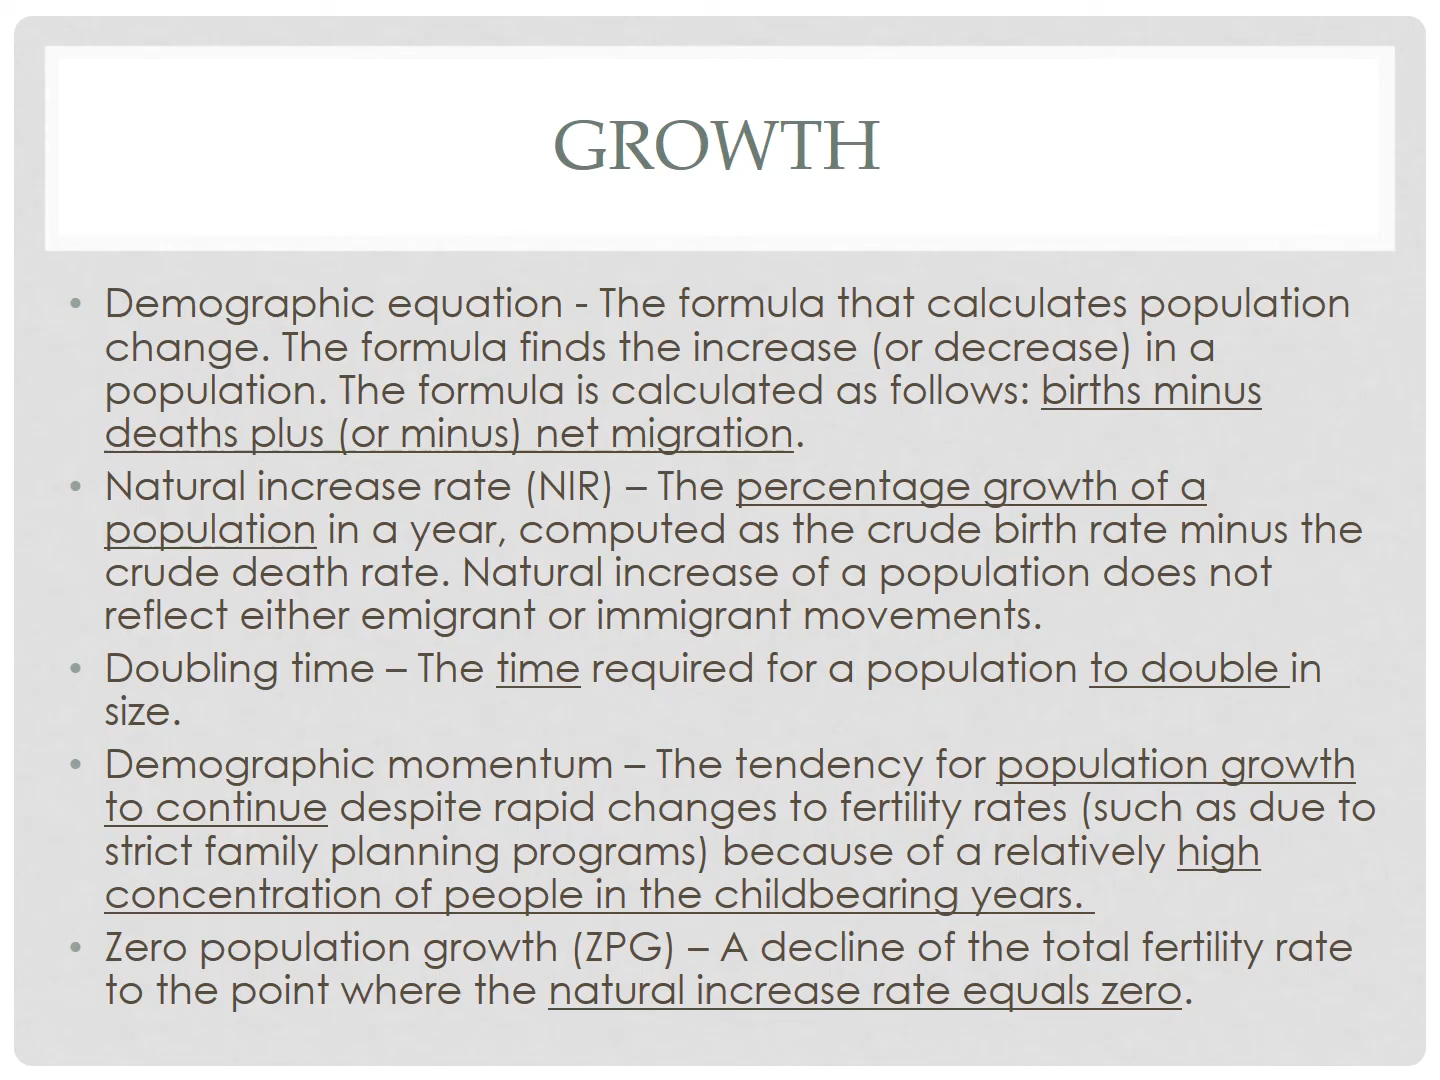 GROWTH
• Demographic equation - The formula that calculates population
change. The formula finds the increase (or decrease) in a
population. The formula is calculated as follows: births minus
deaths plus (or minus) net migration.
• Natural increase rate (NIR) – The percentage growth of a
population in a year, computed as the crude birth rate minus the
crude death rate. Natural increase of a population does not
reflect either emigrant or immigrant movements.
• Doubling time – The time required for a population to double in
size.
• Demographic momentum – The tendency for population growth
to continue despite rapid changes to fertility rates (such as due to
strict family planning programs) because of a relatively high
concentration of people in the childbearing years.
• Zero population growth (ZPG) – A decline of the total fertility rate
to the point where the natural increase rate equals zero.